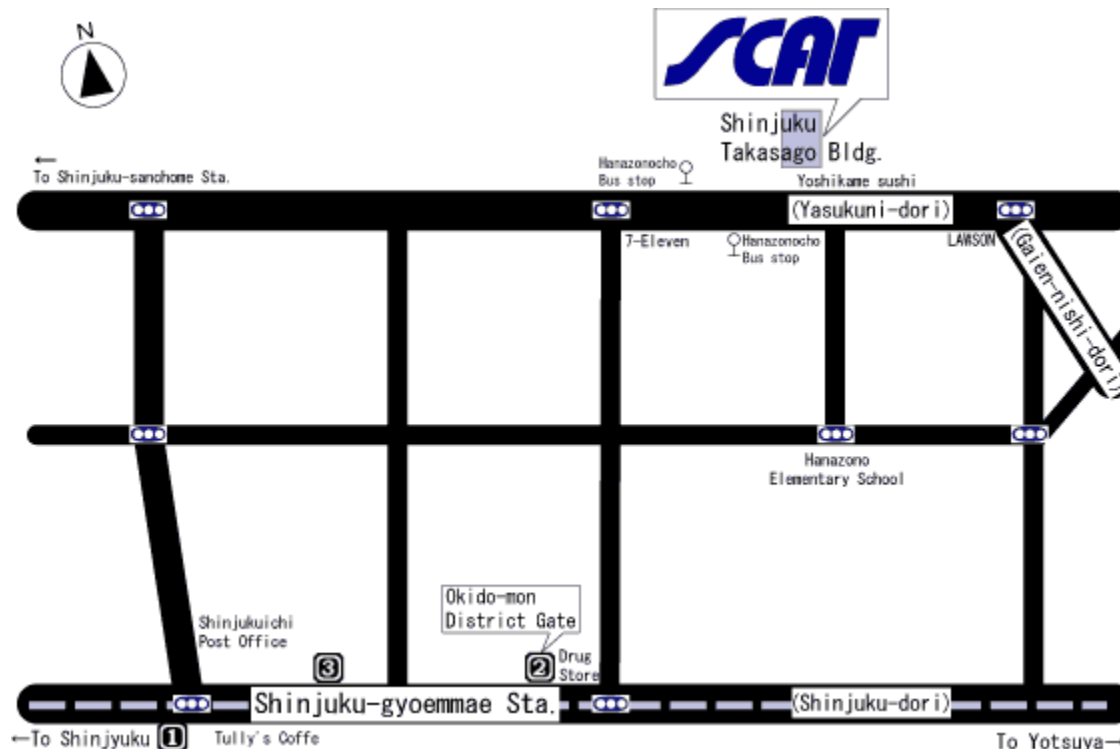 N
SCAT
Shinjuku
Takasago Bldg.
←
To Shinjuku-sanchome Sta.
Hanazonocho
Bus stop
Yoshikame sushi
(Yasukuni-dori)
7-Eleven
Hanazonocho
Bus stop
LAWSON
(Gaien-nishi-dori)
Hanazono
Elementary School
Okido-mon
District Gate
Shinjukuichi
Post Office
3
2
Drug
Store
Shinjuku-gyoemmae Sta.
(Shinjuku-dori)
←To Shinjyuku
1
Tully's Coffe
To Yotsuya→